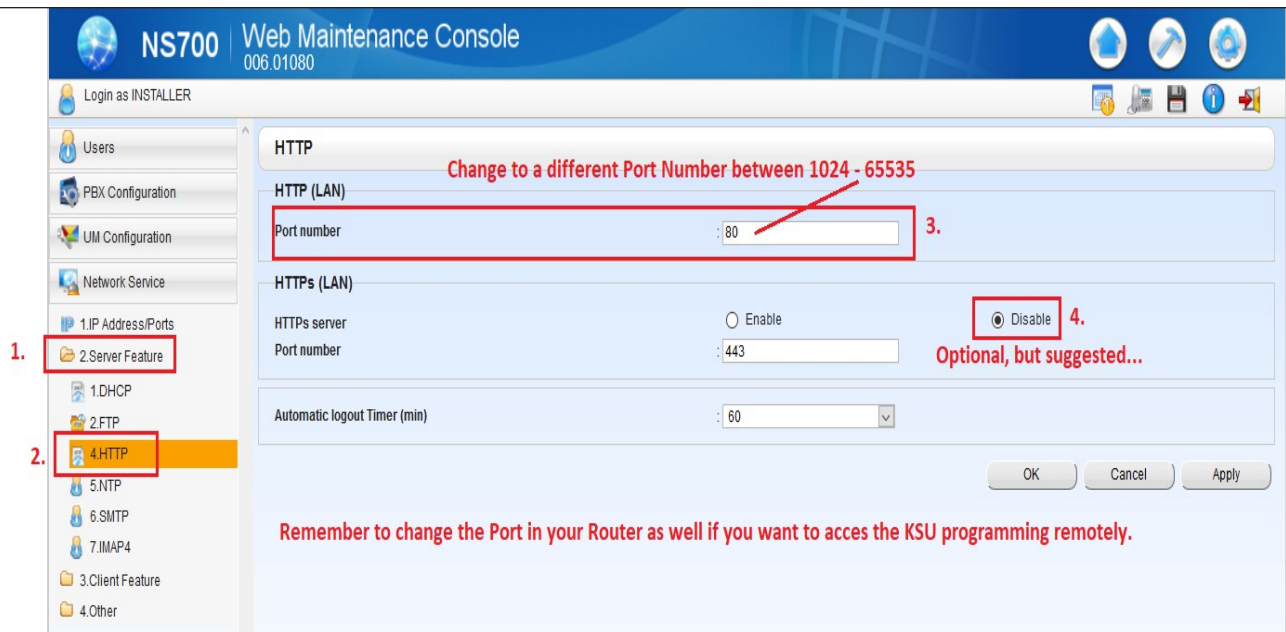 NS700
Web Maintenance Console
006.01080
Login as INSTALLER
Users
PBX Configuration
UM Configuration
Network Service
1.IP Address/Ports
1.
2.Server Feature
1.DHCP
2.FTP
2.
4.HTTP
5.NTP
6.SMTP
7.IMAP4
3.Client Feature
4.Other
HTTP
Change to a different Port Number between 1024 - 65535
HTTP (LAN)
Port number : 80
3.
HTTPs (LAN)
HTTPs server Enable Disable
4.
Port number : 443
Optional, but suggested...
Automatic logout Timer (min) : 60
OK Cancel Apply
Remember to change the Port in your Router as well if you want to acces the KSU programming remotely.